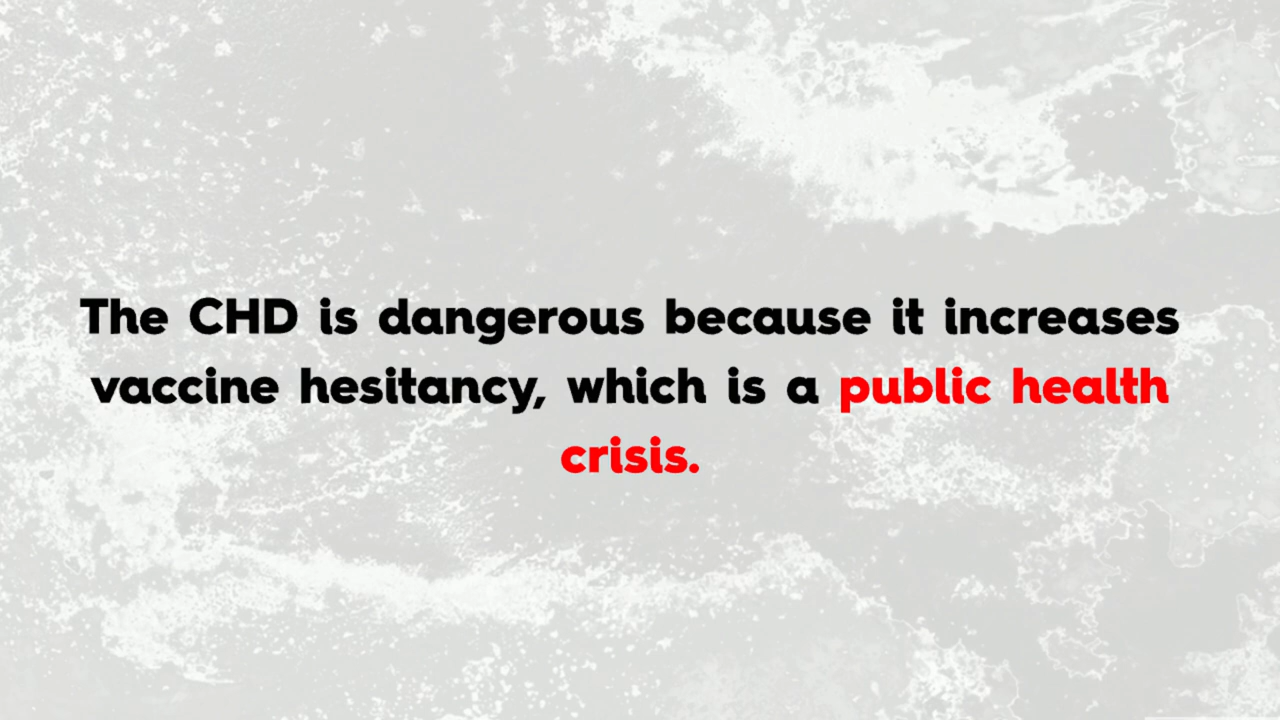 The CHD is dangerous because it increases
vaccine hesitancy, which is a public health
crisis.